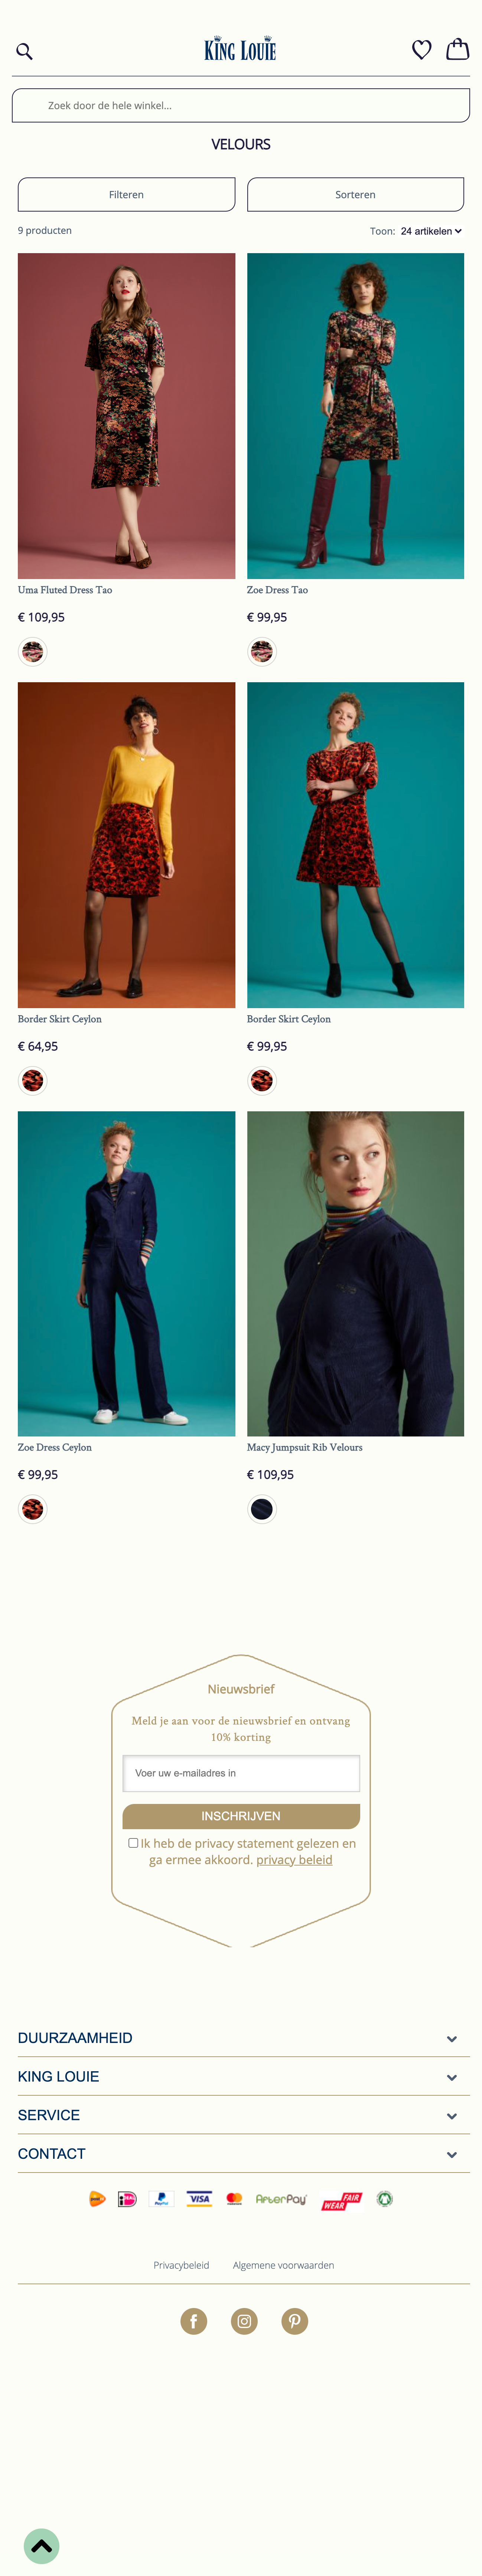 KING LOUIE
Zoek door de hele winkel...
VELOURS
Filteren
Sorteren
9 producten
Toon: 24 artikelen
Uma Fluted Dress Tao
€ 109,95
Zoe Dress Tao
€ 99,95
Border Skirt Ceylon
€ 64,95
Border Skirt Ceylon
€ 99,95
Zoe Dress Ceylon
€ 99,95
Macy Jumpsuit Rib Velours
€ 109,95
Nieuwsbrief
Meld je aan voor de nieuwsbrief en ontvang
10% korting
Voer uw e-mailadres in
INSCHRIJVEN
Ik heb de privacy statement gelezen en
ga ermee akkoord. privacy beleid
DUURZAAMHEID
KING LOUIE
SERVICE
CONTACT
iDEAL
PayPal
VISA
AfterPay
FAIR
WEAR
Privacybeleid
Algemene voorwaarden